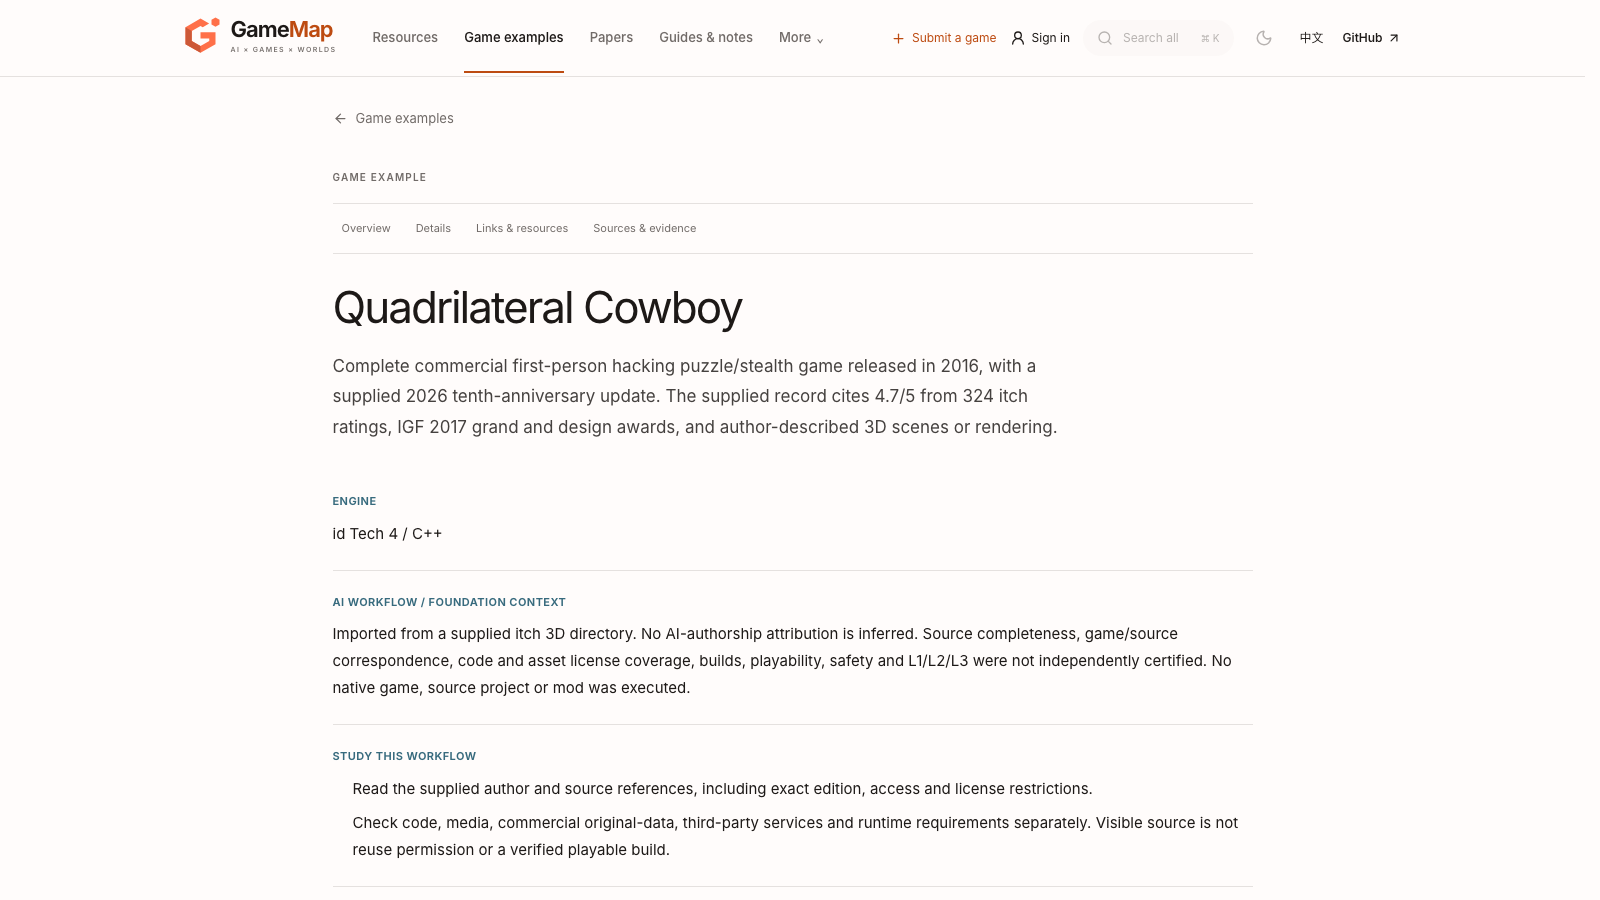 GameMap
AI × GAMES × WORLDS
Resources
Game examples
Papers
Guides & notes
More
Submit a game
Sign in
Search all
⌘ K
中文
GitHub
Game examples
GAME EXAMPLE
Overview
Details
Links & resources
Sources & evidence
Quadrilateral Cowboy
Complete commercial first-person hacking puzzle/stealth game released in 2016, with a
supplied 2026 tenth-anniversary update. The supplied record cites 4.7/5 from 324 itch
ratings, IGF 2017 grand and design awards, and author-described 3D scenes or rendering.
ENGINE
id Tech 4 / C++
AI WORKFLOW / FOUNDATION CONTEXT
Imported from a supplied itch 3D directory. No AI-authorship attribution is inferred. Source completeness, game/source
correspondence, code and asset license coverage, builds, playability, safety and L1/L2/L3 were not independently certified. No
native game, source project or mod was executed.
STUDY THIS WORKFLOW
Read the supplied author and source references, including exact edition, access and license restrictions.
Check code, media, commercial original-data, third-party services and runtime requirements separately. Visible source is not
reuse permission or a verified playable build.